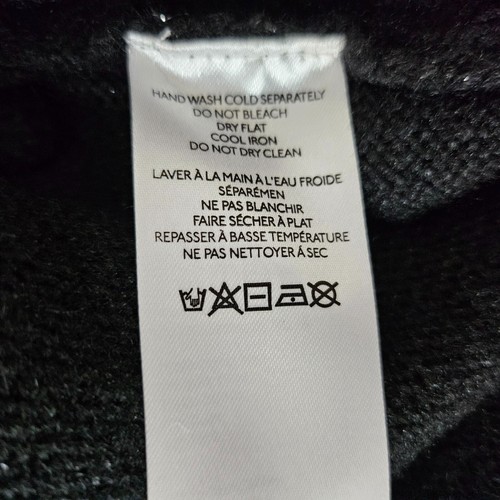 HAND WASH COLD SEPARATELY
DO NOT BLEACH
DRY FLAT
COOL IRON
DO NOT DRY CLEAN
LAVER À LA MAIN À L'EAU FROIDE
SÉPARÉMEN
NE PAS BLANCHIR
FAIRE SÉCHER À PLAT
REPASSER À BASSE TEMPÉRATURE
NE PAS NETTOYER Á SEC